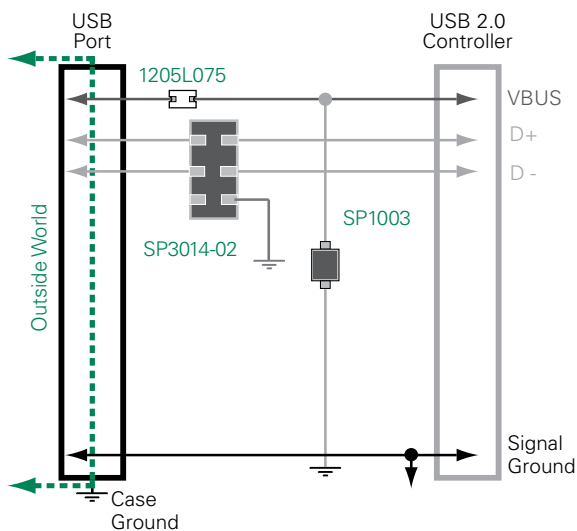 USB
Port
USB 2.0
Controller
1205L075
VBUS
D+
D -
SP3014-02
SP1003
Outside World
Signal
Ground
Case
Ground